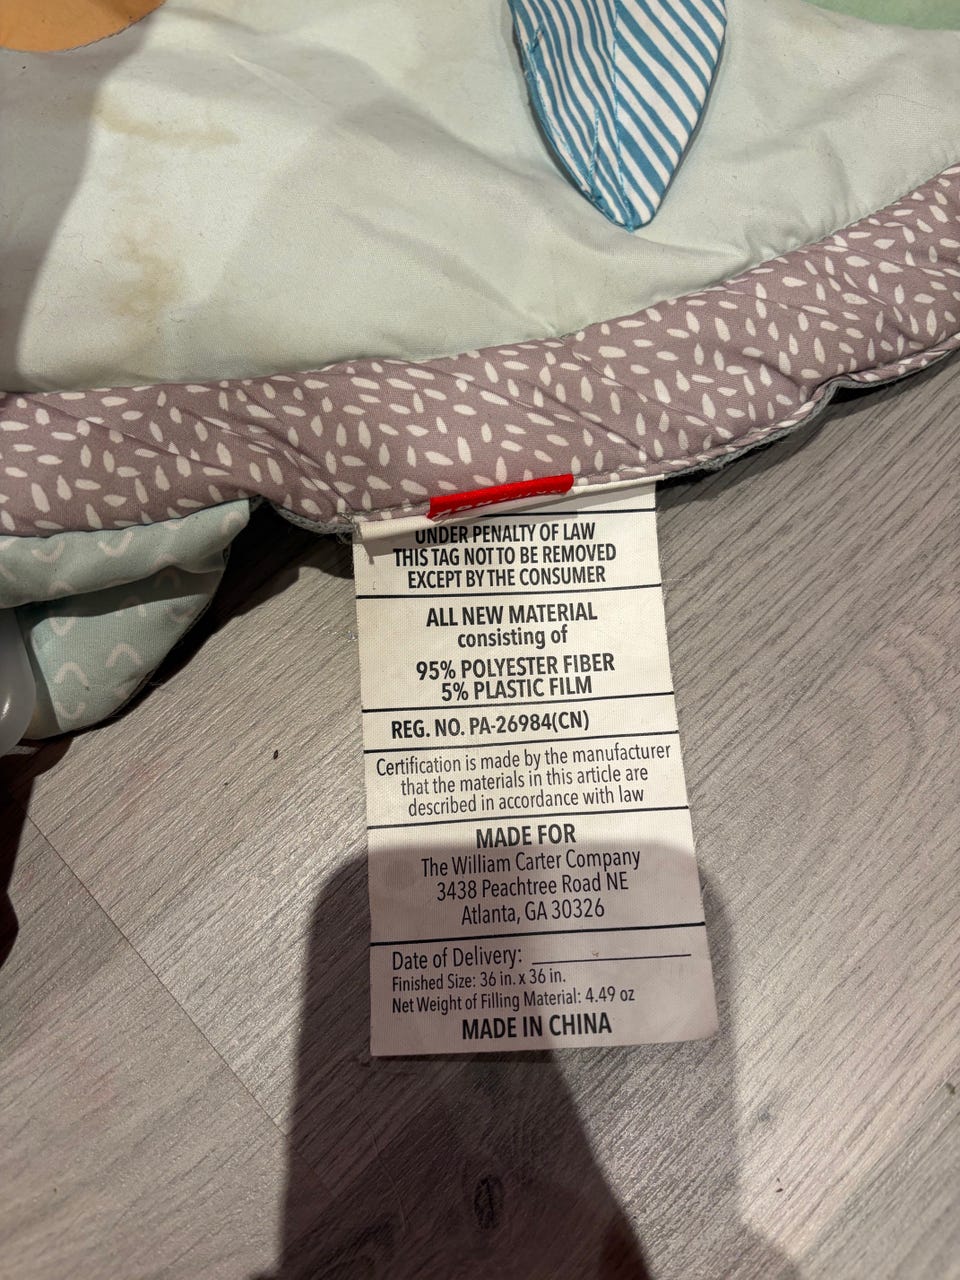 UNDER PENALTY OF LAW
THIS TAG NOT TO BE REMOVED
EXCEPT BY THE CONSUMER
ALL NEW MATERIAL
consisting of
95% POLYESTER FIBER
5% PLASTIC FILM
REG. NO. PA-26984(CN)
Certification is made by the manufacturer
that the materials in this article are
described in accordance with law
MADE FOR
The William Carter Company
3438 Peachtree Road NE
Atlanta, GA 30326
Date of Delivery:
Finished Size: 36 in. x 36 in.
Net Weight of Filling Material: 4.49 oz
MADE IN CHINA